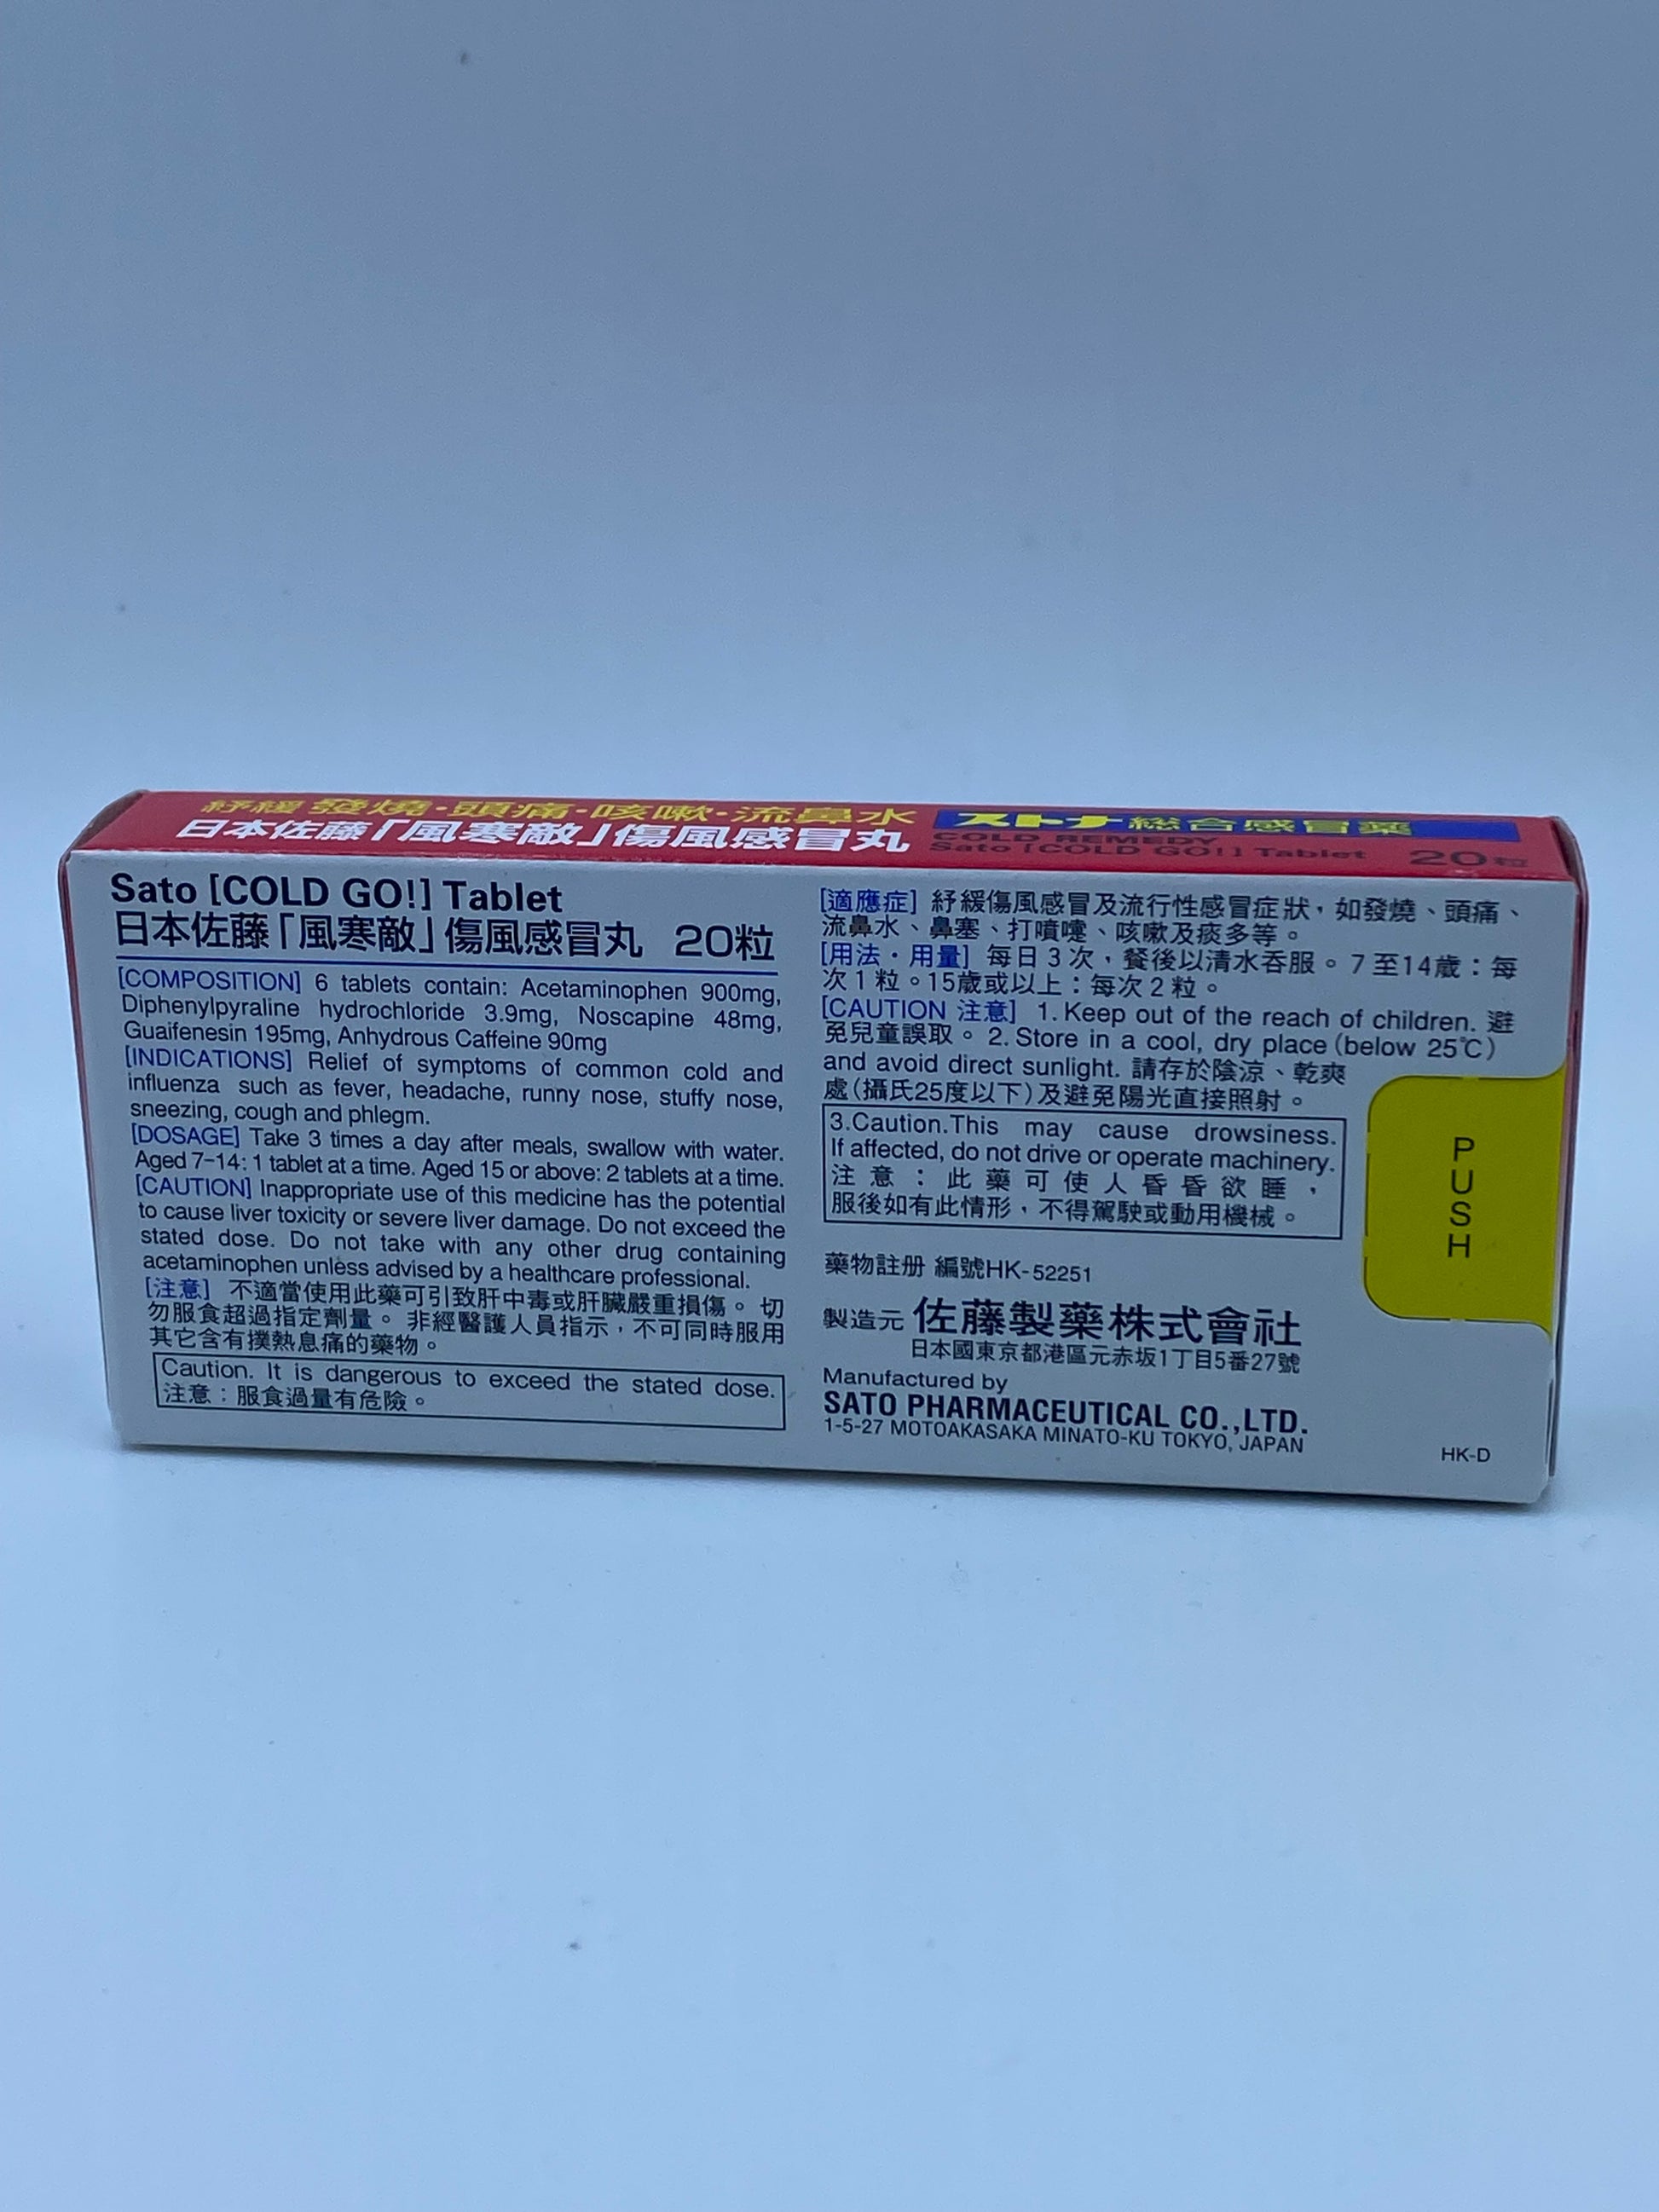 紓緩 發燒·頭痛·咳嗽·流鼻水
日本佐藤「風寒敵」傷風感冒丸
ストナ総合感冒薬
COLD REMEDY
Sato [COLD GO!] Tablet 20粒
Sato [COLD GO!] Tablet
日本佐藤「風寒敵」傷風感冒丸 20粒
[COMPOSITION] 6 tablets contain: Acetaminophen 900mg,
Diphenylpyraline hydrochloride 3.9mg, Noscapine 48mg,
Guaifenesin 195mg, Anhydrous Caffeine 90mg
[INDICATIONS] Relief of symptoms of common cold and
influenza such as fever, headache, runny nose, stuffy nose,
sneezing, cough and phlegm.
[DOSAGE] Take 3 times a day after meals, swallow with water.
Aged 7-14: 1 tablet at a time. Aged 15 or above: 2 tablets at a time.
[CAUTION] Inappropriate use of this medicine has the potential
to cause liver toxicity or severe liver damage. Do not exceed the
stated dose. Do not take with any other drug containing
acetaminophen unless advised by a healthcare professional.
[注意] 不適當使用此藥可引致肝中毒或肝臟嚴重損傷。切
勿服食超過指定劑量。非經醫護人員指示，不可同時服用
其它含有撲熱息痛的藥物。
Caution. It is dangerous to exceed the stated dose.
注意：服食過量有危險。
[適應症] 紓緩傷風感冒及流行性感冒症狀，如發燒、頭痛、
流鼻水、鼻塞、打噴嚏、咳嗽及痰多等。
[用法・用量] 每日3次，餐後以清水吞服。7至14歲：每
次1粒。15歲或以上：每次2粒。
[CAUTION 注意] 1. Keep out of the reach of children. 避
免兒童誤取。 2. Store in a cool, dry place (below 25℃)
and avoid direct sunlight. 請存於陰涼、乾爽
處(攝氏25度以下)及避免陽光直接照射。
3.Caution.This may cause drowsiness.
If affected, do not drive or operate machinery.
注意：此藥可使人昏昏欲睡，
服後如有此情形，不得駕駛或動用機械。
藥物註册 編號HK-52251
製造元 佐藤製藥株式會社
日本國東京都港區元赤坂1丁目5番27號
Manufactured by
SATO PHARMACEUTICAL CO.,LTD.
1-5-27 MOTOAKASAKA MINATO-KU TOKYO, JAPAN
PUSH
HK-D